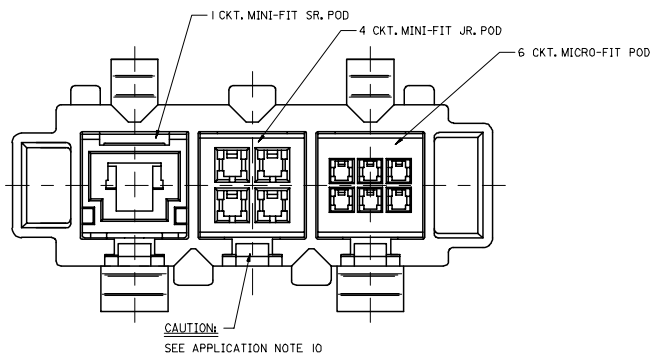 1 CKT. MINI-FIT SR. POD
4 CKT. MINI-FIT JR. POD
6 CKT. MICRO-FIT POD
CAUTION:
SEE APPLICATION NOTE 10